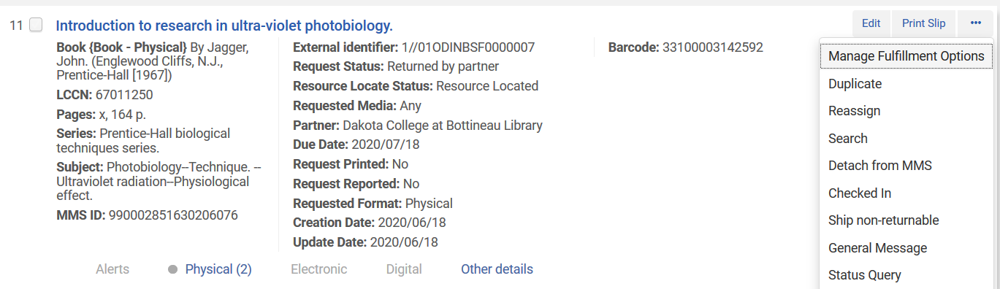 11 Introduction to research in ultra-violet photobiology.
Edit Print Slip •••
Book {Book - Physical} By Jagger,
John. (Englewood Cliffs, N.J.,
Prentice-Hall [1967])
LCCN: 67011250
Pages: x, 164 p.
Series: Prentice-Hall biological
techniques series.
Subject: Photobiology--Technique. --
Ultraviolet radiation--Physiological
effect.
MMS ID: 990002851630206076
External identifier: 1//01ODINBSF0000007
Request Status: Returned by partner
Resource Locate Status: Resource Located
Requested Media: Any
Partner: Dakota College at Bottineau Library
Due Date: 2020/07/18
Request Printed: No
Request Reported: No
Requested Format: Physical
Creation Date: 2020/06/18
Update Date: 2020/06/18
Barcode: 33100003142592
Manage Fulfillment Options
Duplicate
Reassign
Search
Detach from MMS
Checked In
Ship non-returnable
General Message
Status Query
Alerts Physical (2) Electronic Digital Other details